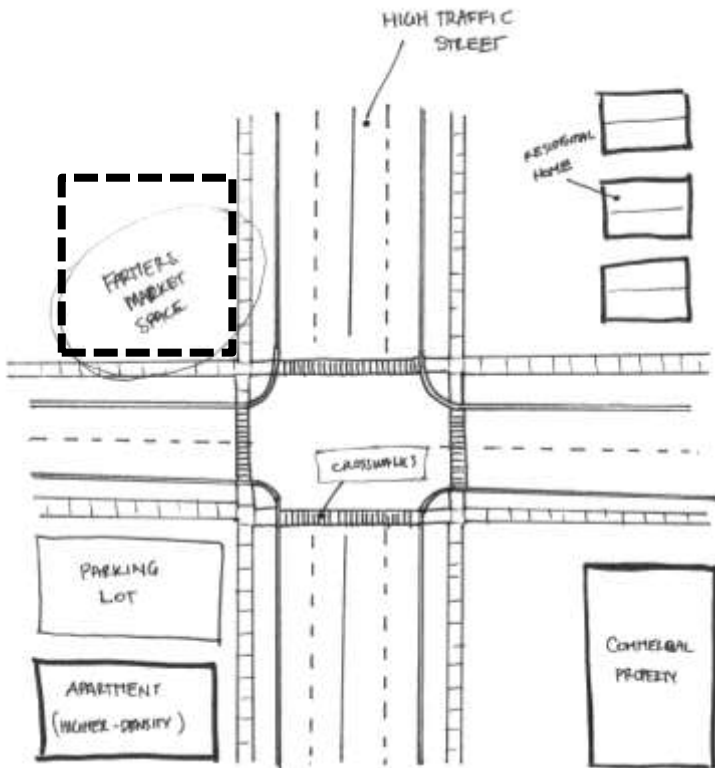 HIGH TRAFFIC
STREET
RESIDENTIAL
HOME
FARMERS
MARKET
SPACE
CROSSWALKS
PARKING
LOT
COMMERCIAL
PROPERTY
APARTMENT
(HIGHER-DENSITY)